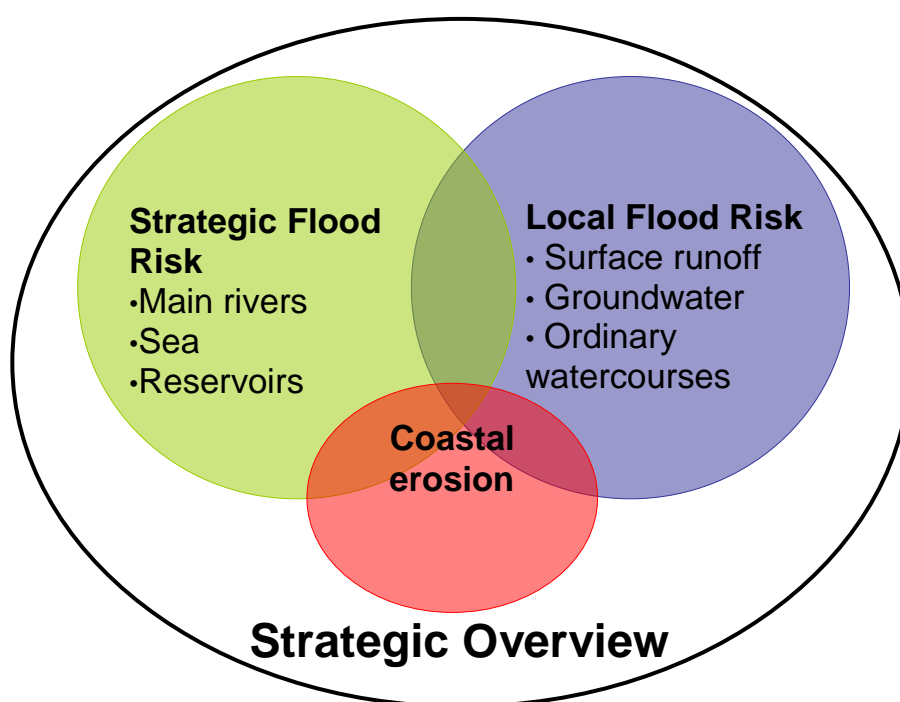 Strategic Flood
Risk
•Main rivers
•Sea
•Reservoirs
Local Flood Risk
• Surface runoff
• Groundwater
• Ordinary
watercourses
Coastal
erosion
Strategic Overview